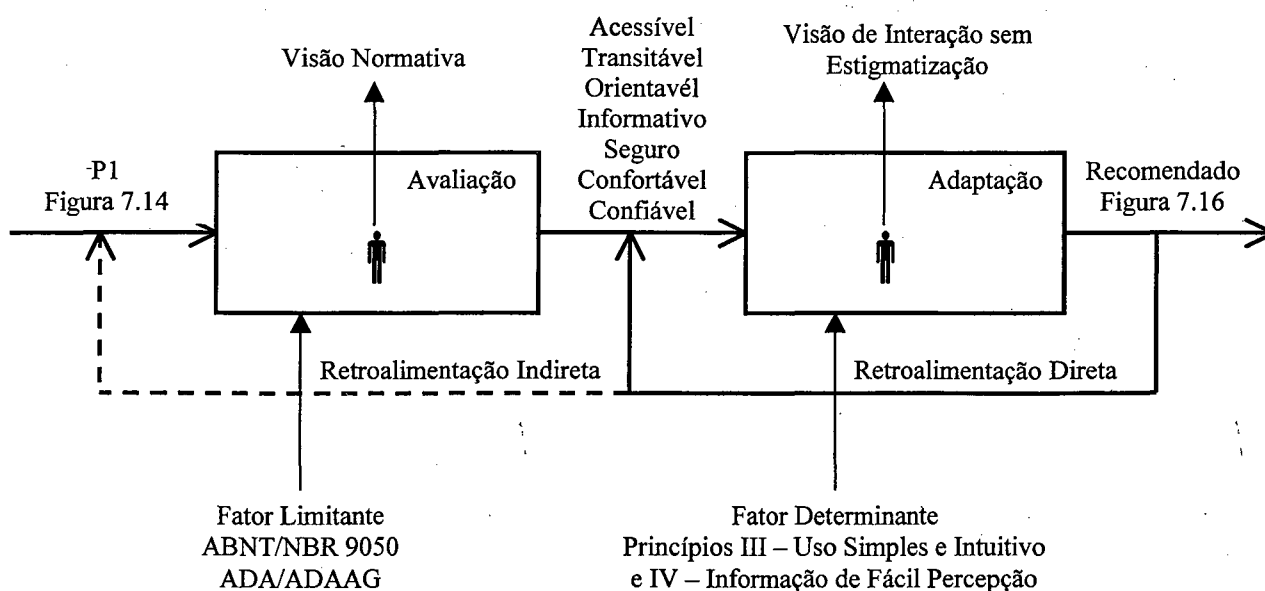 Visão Normativa
Acessível
Transitável
Orientavél
Informativo
Seguro
Confortável
Confiável
Visão de Interação sem
Estigmatização
-P1
Figura 7.14
Avaliação
Adaptação
Recomendado
Figura 7.16
Retroalimentação Indireta
Retroalimentação Direta
Fator Limitante
ABNT/NBR 9050
ADA/ADAAG
Fator Determinante
Princípios III – Uso Simples e Intuitivo
e IV – Informação de Fácil Percepção